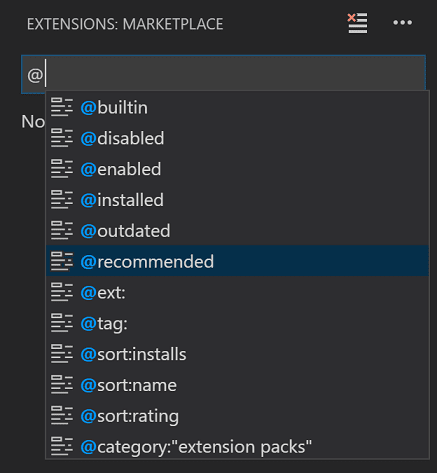 EXTENSIONS: MARKETPLACE
@
No
@builtin
@disabled
@enabled
@installed
@outdated
@recommended
@ext:
@tag:
@sort:installs
@sort:name
@sort:rating
@category:"extension packs"